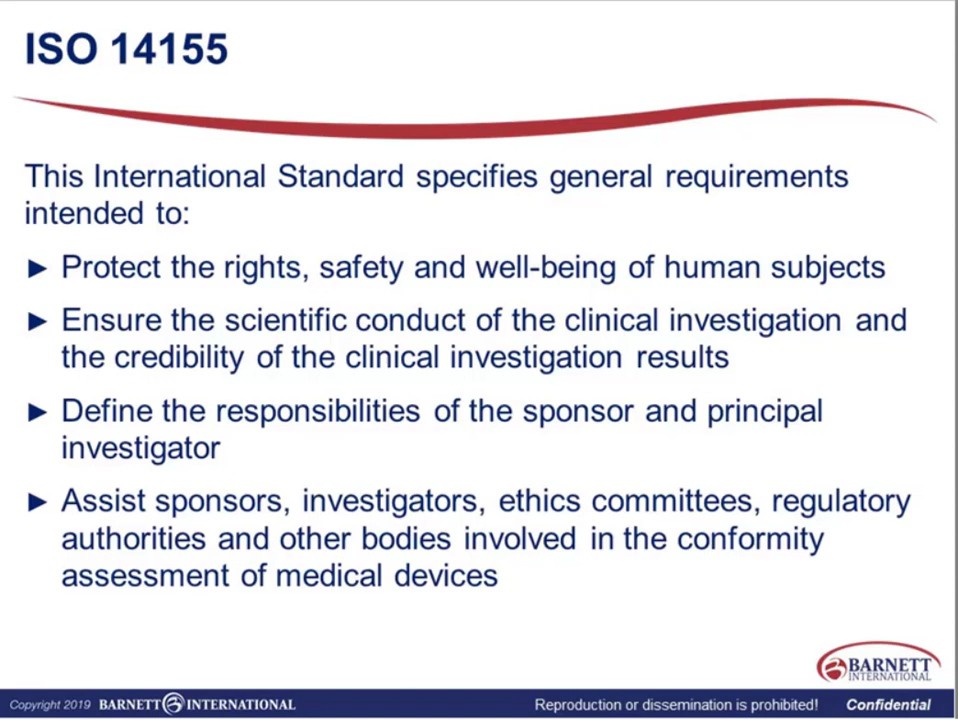 ISO 14155
This International Standard specifies general requirements
intended to:
► Protect the rights, safety and well-being of human subjects
► Ensure the scientific conduct of the clinical investigation and
the credibility of the clinical investigation results
► Define the responsibilities of the sponsor and principal
investigator
► Assist sponsors, investigators, ethics committees, regulatory
authorities and other bodies involved in the conformity
assessment of medical devices
BARNETT
INTERNATIONAL
Copyright 2019 BARNETT INTERNATIONAL
Reproduction or dissemination is prohibited! Confidential